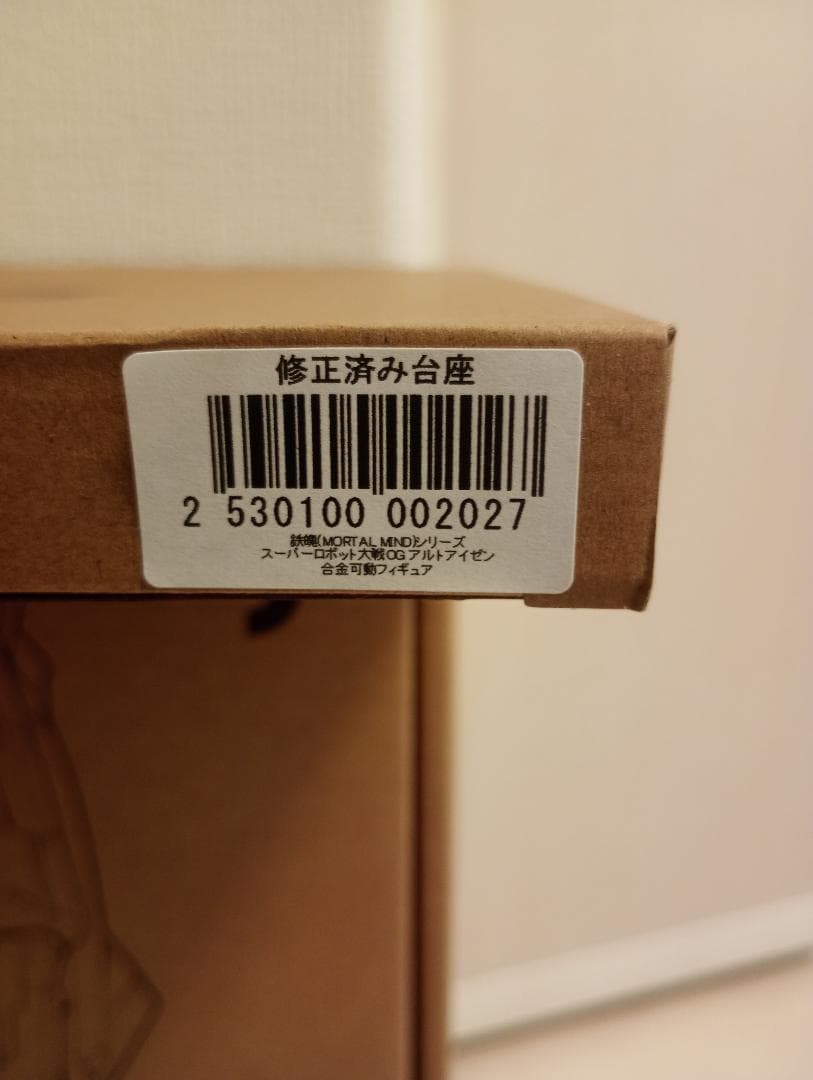 修正済み台座
2 530100 002027
鉄魄(MORTAL MIND)シリーズ
スーパーロボット大戦OG アルトアイゼン
合金可動フィギュア